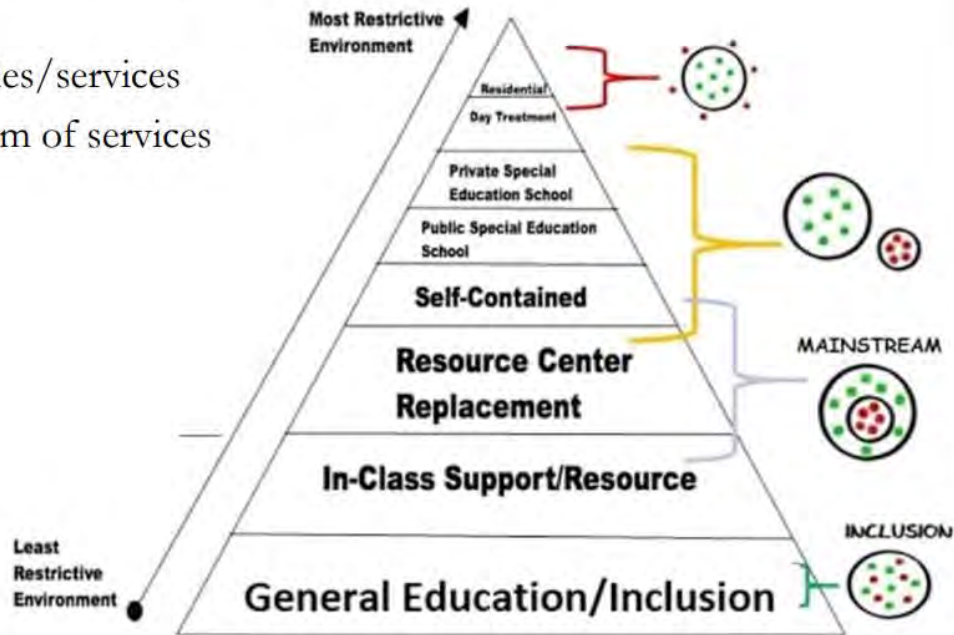 Most Restrictive
Environment
es/services
m of services
Residential
Day Treatment
Private Special
Education School
Public Special Education
School
Self-Contained
Resource Center
Replacement
MAINSTREAM
In-Class Support/Resource
INCLUSION
Least
Restrictive
Environment
General Education/Inclusion